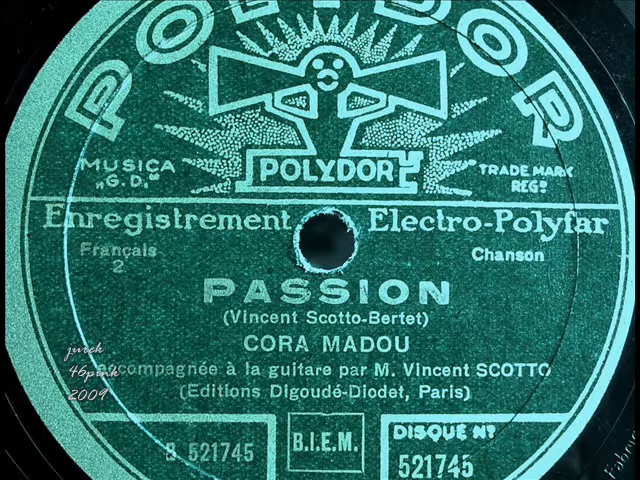 POLYDOR
MUSICA
„G.D.“
POLYDOR
TRADE MARK
REGD
Enregistrement Electro-Polyfar
Français
2
Chanson
PASSION
(Vincent Scotto-Bertet)
CORA MADOU
accompagnée à la guitare par M. Vincent SCOTTO
(Editions Digoudé-Diodet, Paris)
jurek
46pink
2009
B. 521745
B.I.E.M.
DISQUE No
521745